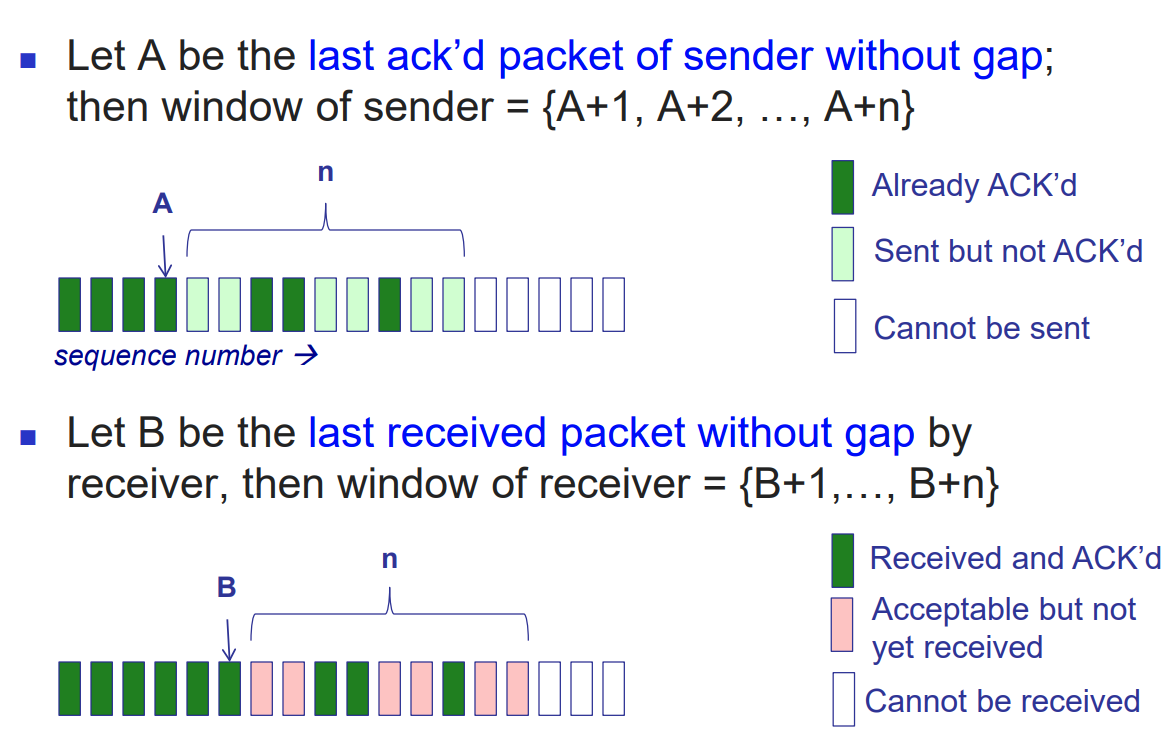 Let A be the last ack’d packet of sender without gap;
then window of sender = {A+1, A+2, …, A+n}
n
A
Already ACK’d
Sent but not ACK’d
Cannot be sent
sequence number →
Let B be the last received packet without gap by
receiver, then window of receiver = {B+1,…, B+n}
n
B
Received and ACK’d
Acceptable but not
yet received
Cannot be received